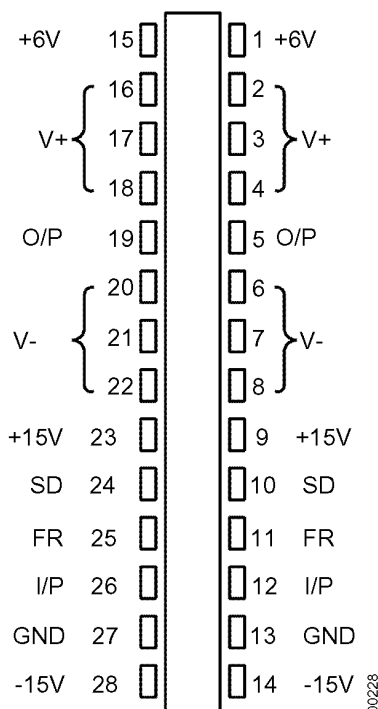 +6V 15 1 +6V
16 2
V+ 17 3 V+
18 4
O/P 19 5 O/P
20 6
V- 21 7 V-
22 8
+15V 23 9 +15V
SD 24 10 SD
FR 25 11 FR
I/P 26 12 I/P
GND 27 13 GND
-15V 28 14 -15V